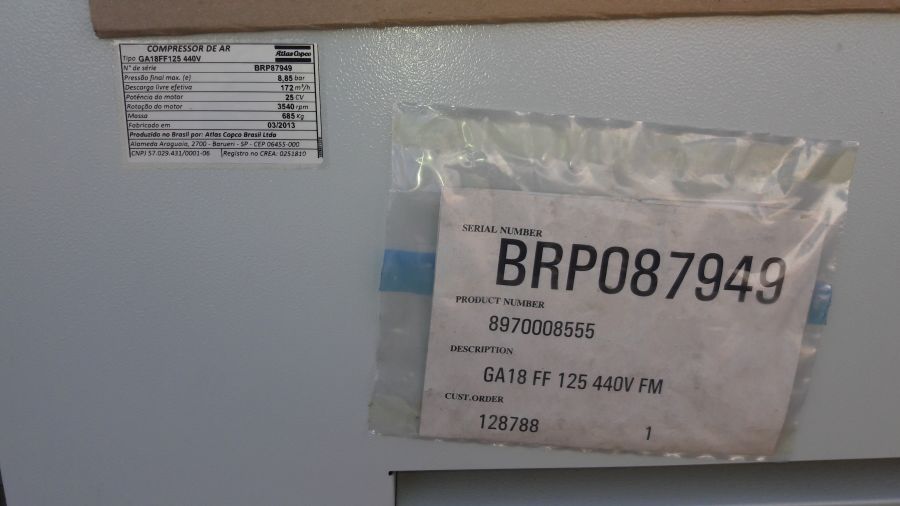 COMPRESSOR DE AR
Atlas Copco
Tipo GA18FF125 440V
N° de série BRP87949
Pressão final max. (e) 8,85 bar
Descarga livre efetiva 172 m³/h
Potência do motor 25 CV
Rotação do motor 3540 rpm
Massa 685 Kg
Fabricado em 03/2013
Produzido no Brasil por: Atlas Copco Brasil Ltda
Alameda Araguaia, 2700 - Barueri - SP - CEP 06455-000
CNPJ 57.029.431/0001-06 Registro no CREA: 0251810
SERIAL NUMBER
BRP087949
PRODUCT NUMBER
8970008555
DESCRIPTION
GA18 FF 125 440V FM
CUST.ORDER
128788 1